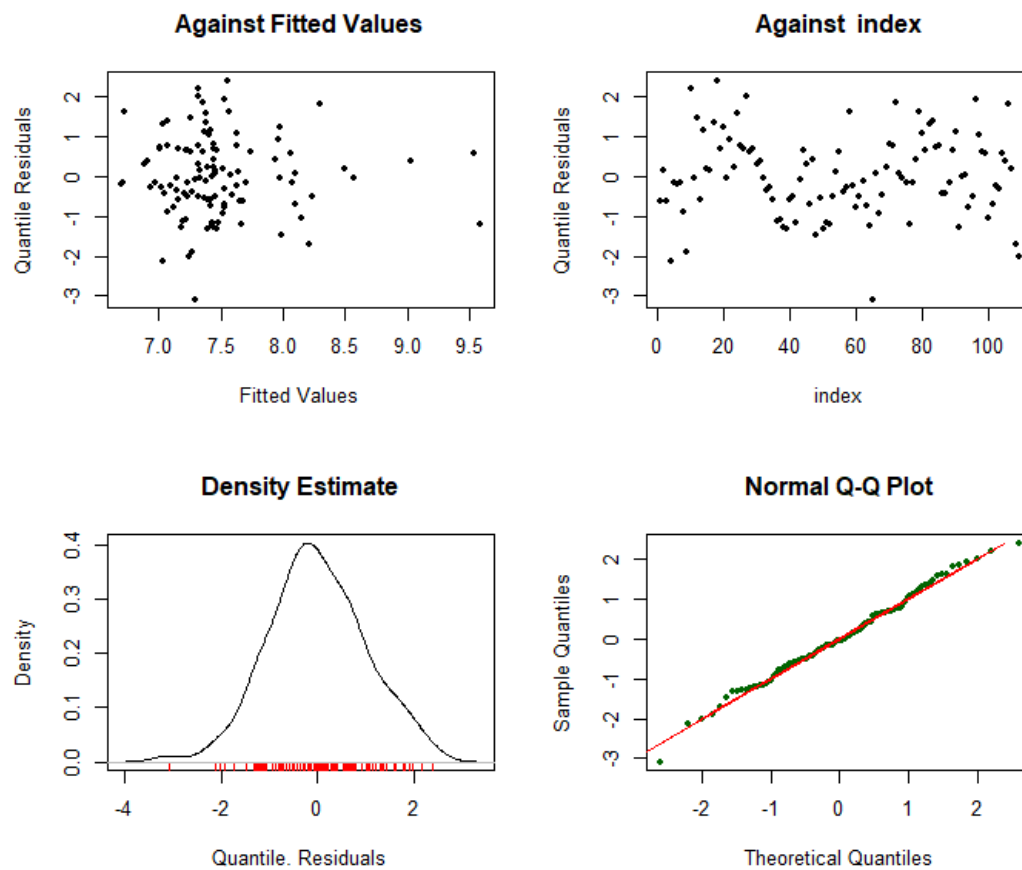 Against Fitted Values
Quantile Residuals
2
1
0
-1
-2
-3
7.0 7.5 8.0 8.5 9.0 9.5
Fitted Values
Against index
Quantile Residuals
2
1
0
-1
-2
-3
0 20 40 60 80 100
index
Density Estimate
Density
0.4
0.3
0.2
0.1
0.0
-4 -2 0 2
Quantile. Residuals
Normal Q-Q Plot
Sample Quantiles
2
1
0
-1
-2
-3
-2 -1 0 1 2
Theoretical Quantiles